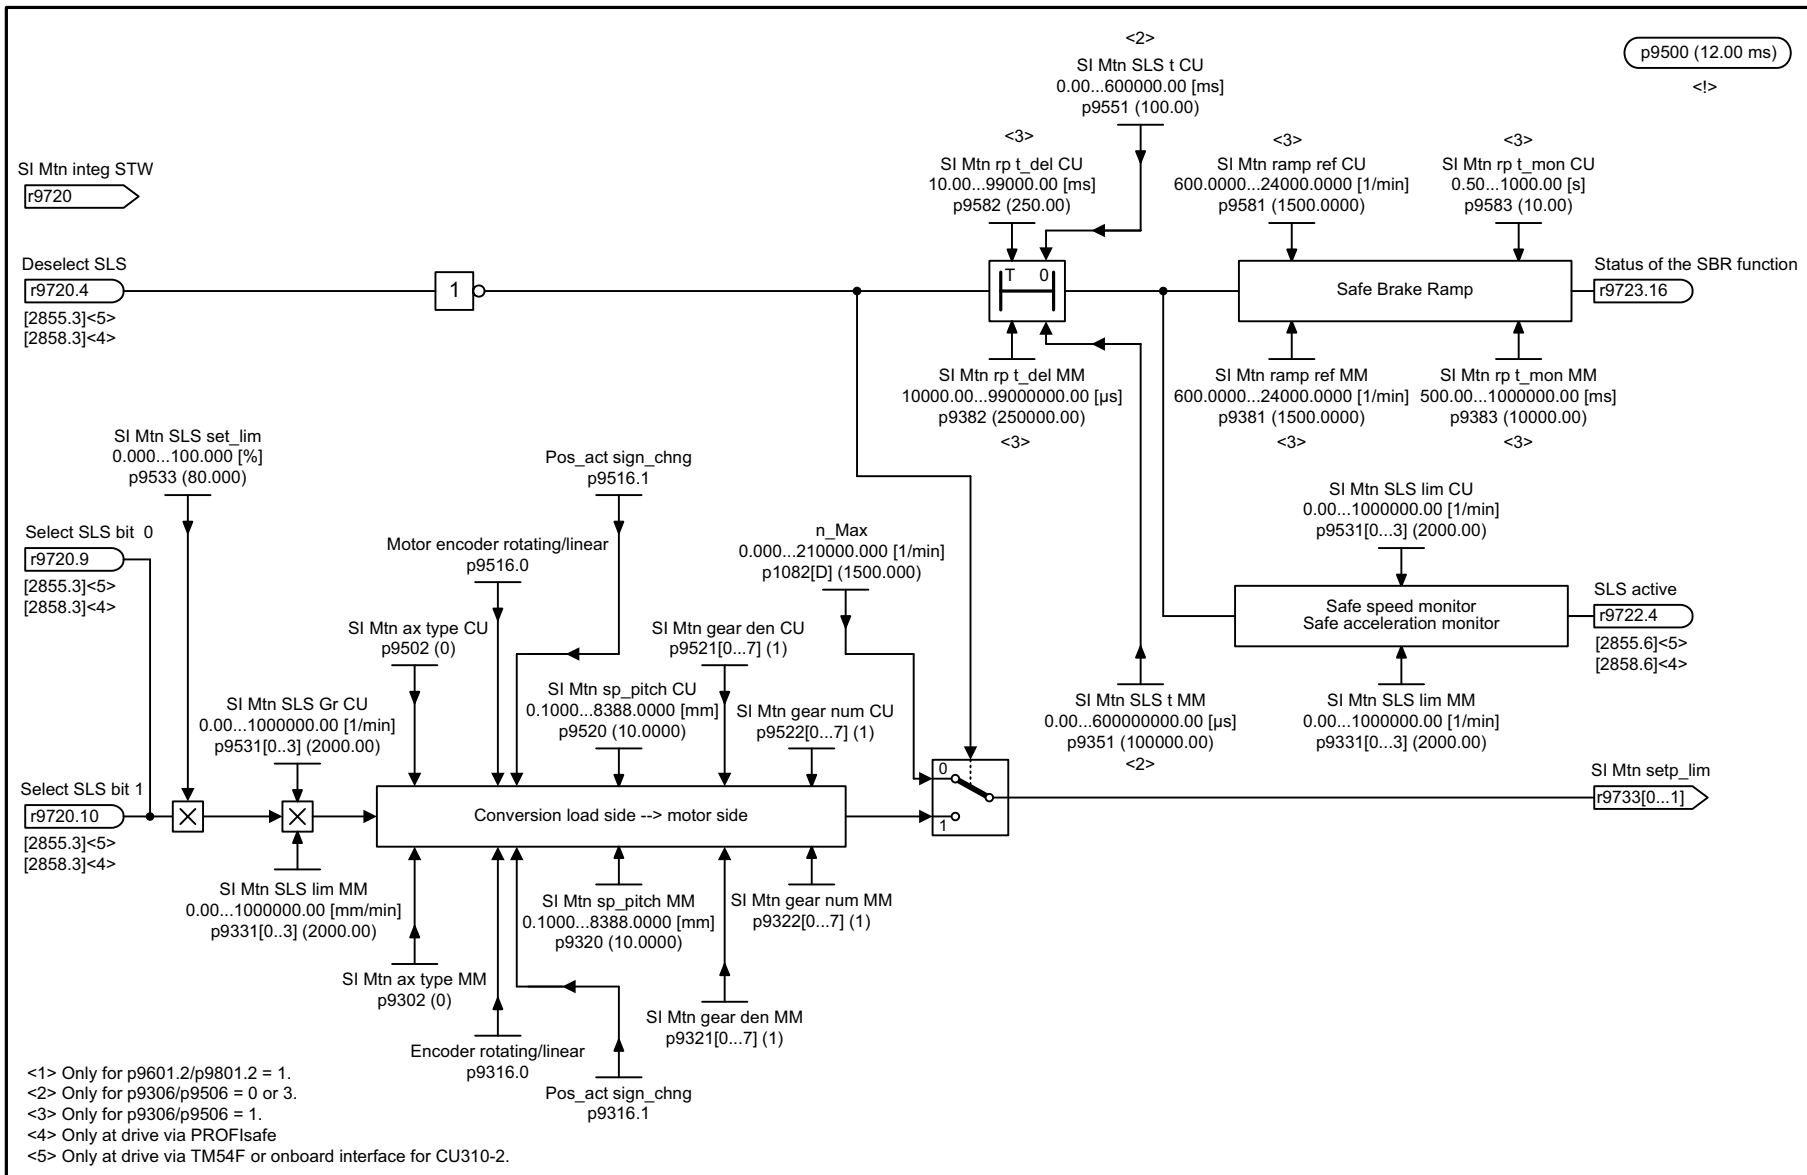 <2>
SI Mtn SLS t CU
0.00...600000.00 [ms]
p9551 (100.00)
p9500 (12.00 ms)
<!>
<3>
SI Mtn rp t_del CU
10.00...99000.00 [ms]
p9582 (250.00)
<3>
SI Mtn ramp ref CU
600.0000...24000.0000 [1/min]
p9581 (1500.0000)
<3>
SI Mtn rp t_mon CU
0.50...1000.00 [s]
p9583 (10.00)
SI Mtn integ STW
r9720
Deselect SLS
r9720.4
[2855.3]<5>
[2858.3]<4>
1
T 0
Safe Brake Ramp
Status of the SBR function
r9723.16
SI Mtn rp t_del MM
10000.00...99000000.00 [µs]
p9382 (250000.00)
<3>
SI Mtn ramp ref MM
600.0000...24000.0000 [1/min]
p9381 (1500.0000)
<3>
SI Mtn rp t_mon MM
500.00...1000000.00 [ms]
p9383 (10000.00)
<3>
SI Mtn SLS set_lim
0.000...100.000 [%]
p9533 (80.000)
Pos_act sign_chng
p9516.1
SI Mtn SLS lim CU
0.00...1000000.00 [1/min]
p9531[0...3] (2000.00)
Select SLS bit 0
r9720.9
[2855.3]<5>
[2858.3]<4>
Motor encoder rotating/linear
p9516.0
n_Max
0.000...210000.000 [1/min]
p1082[D] (1500.000)
Safe speed monitor
Safe acceleration monitor
SLS active
r9722.4
[2855.6]<5>
[2858.6]<4>
SI Mtn ax type CU
p9502 (0)
SI Mtn gear den CU
p9521[0...7] (1)
SI Mtn sp_pitch CU
0.1000...8388.0000 [mm]
p9520 (10.0000)
SI Mtn gear num CU
p9522[0...7] (1)
SI Mtn SLS t MM
0.00...600000000.00 [µs]
p9351 (100000.00)
<2>
SI Mtn SLS lim MM
0.00...1000000.00 [1/min]
p9331[0...3] (2000.00)
SI Mtn SLS Gr CU
0.00...1000000.00 [1/min]
p9531[0..3] (2000.00)
Select SLS bit 1
r9720.10
[2855.3]<5>
[2858.3]<4>
Conversion load side --> motor side
0
1
SI Mtn setp_lim
r9733[0...1]
SI Mtn SLS lim MM
0.00...1000000.00 [mm/min]
p9331[0..3] (2000.00)
SI Mtn sp_pitch MM
0.1000...8388.0000 [mm]
p9320 (10.0000)
SI Mtn gear num MM
p9322[0...7] (1)
SI Mtn ax type MM
p9302 (0)
SI Mtn gear den MM
p9321[0...7] (1)
Encoder rotating/linear
p9316.0
Pos_act sign_chng
p9316.1
<1> Only for p9601.2/p9801.2 = 1.
<2> Only for p9306/p9506 = 0 or 3.
<3> Only for p9306/p9506 = 1.
<4> Only at drive via PROFIsafe
<5> Only at drive via TM54F or onboard interface for CU310-2.